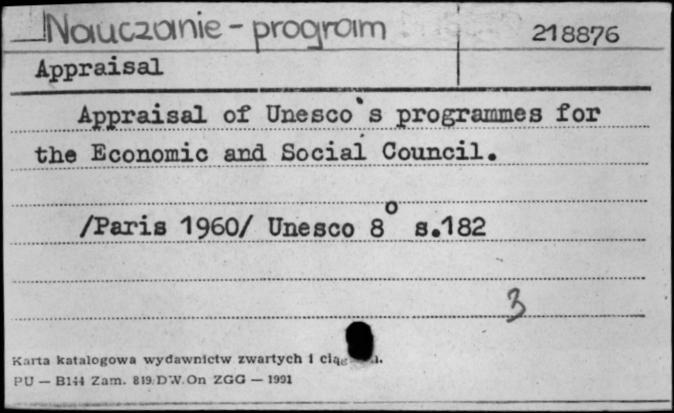 Nauczanie - program
218876
Appraisal
Appraisal of Unesco's programmes for
the Economic and Social Council.
/Paris 1960/ Unesco 8° s.182
3
Karta katalogowa wydawnictw zwartych i
PU — B144 Zam. 819 DW.On ZGG — 1991